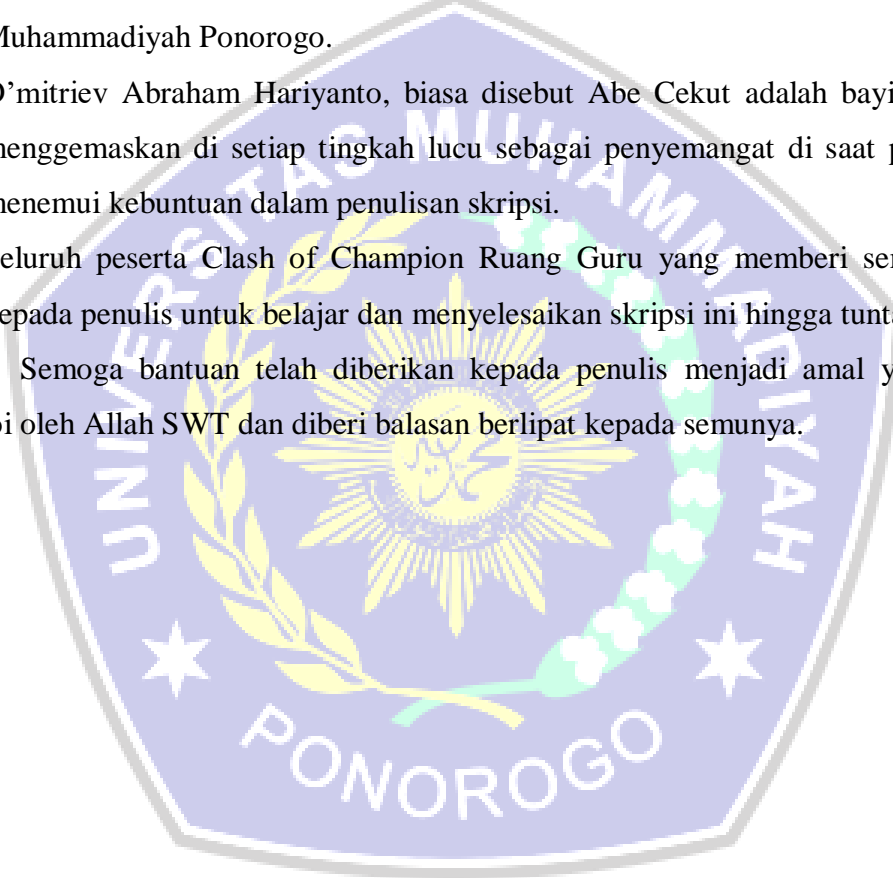 Muhammadiyah Ponorogo.
D’mitriev Abraham Hariyanto, biasa disebut Abe Cekut adalah bayi
menggemaskan di setiap tingkah lucu sebagai penyemangat di saat
menemui kebuntuan dalam penulisan skripsi.
eluruh peserta Clash of Champion Ruang Guru yang memberi
epada penulis untuk belajar dan menyelesaikan skripsi ini hingga
Semoga bantuan telah diberikan kepada penulis menjadi amal
oleh Allah SWT dan diberi balasan berlipat kepada semunya.
UNIVERSITAS MUHAMMADIYAH
PONOROGO